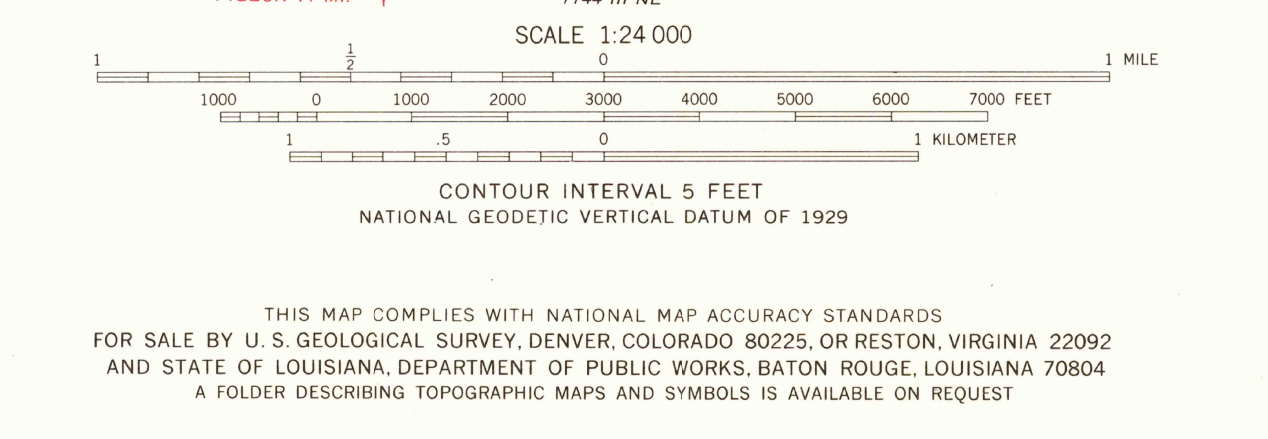 SCALE 1:24 000
1 1/2 0 1 MILE
1000 0 1000 2000 3000 4000 5000 6000 7000 FEET
1 .5 0 1 KILOMETER
CONTOUR INTERVAL 5 FEET
NATIONAL GEODETIC VERTICAL DATUM OF 1929
THIS MAP COMPLIES WITH NATIONAL MAP ACCURACY STANDARDS
FOR SALE BY U. S. GEOLOGICAL SURVEY, DENVER, COLORADO 80225, OR RESTON, VIRGINIA 22092
AND STATE OF LOUISIANA, DEPARTMENT OF PUBLIC WORKS, BATON ROUGE, LOUISIANA 70804
A FOLDER DESCRIBING TOPOGRAPHIC MAPS AND SYMBOLS IS AVAILABLE ON REQUEST